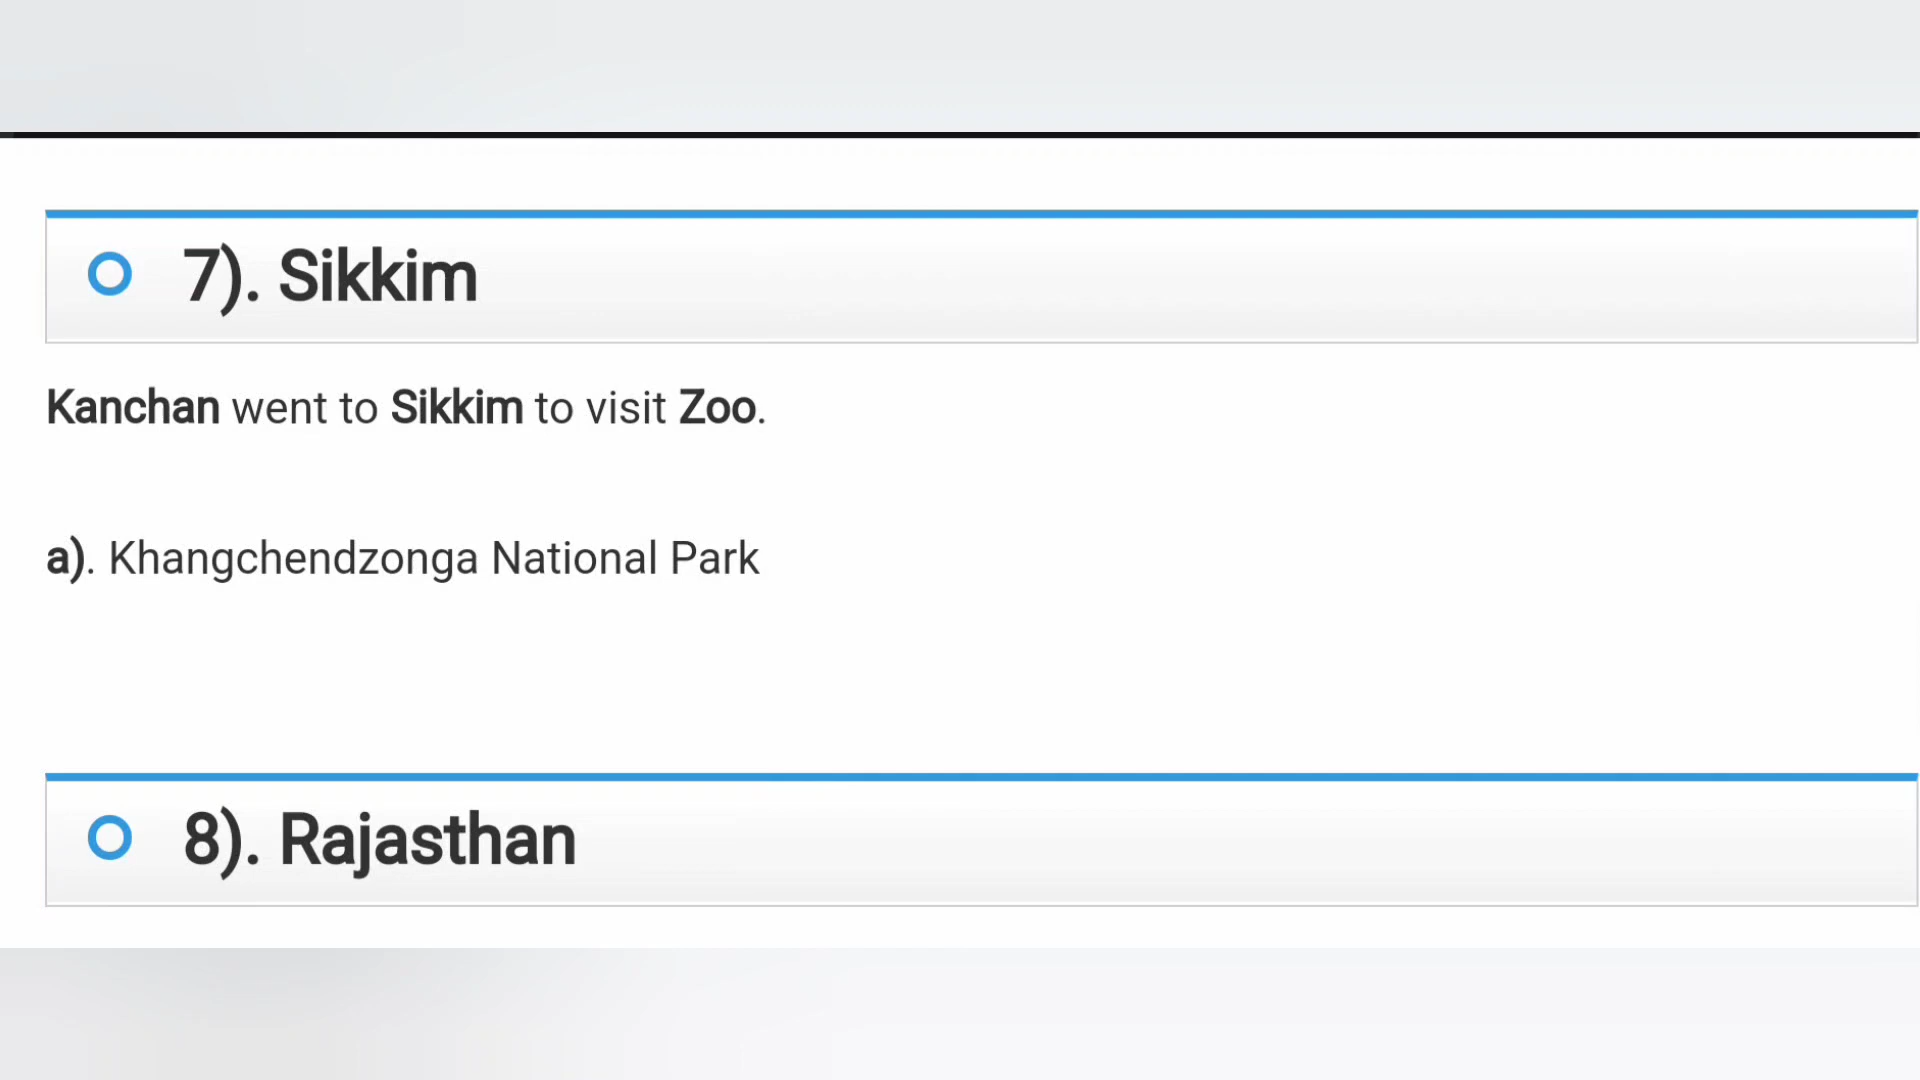 7). Sikkim
Kanchan went to Sikkim to visit Zoo.
a). Khangchendzonga National Park
8). Rajasthan